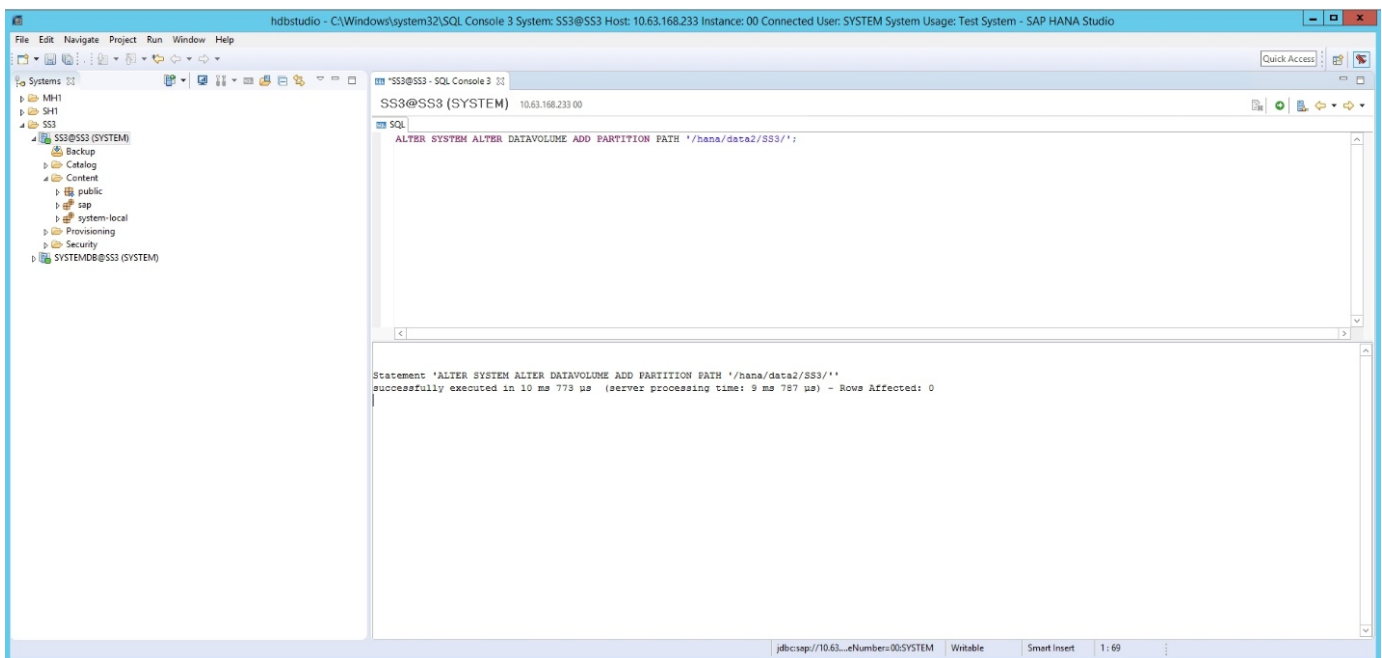 hdbstudio - C:\Windows\system32\SQL Console 3 System: SS3@SS3 Host: 10.63.168.233 Instance: 00 Connected User: SYSTEM System Usage: Test System - SAP HANA Studio
File Edit Navigate Project Run Window Help
Quick Access
Systems
*SS3@SS3 - SQL Console 3
MH1
SH1
SS3
SS3@SS3 (SYSTEM)
Backup
Catalog
Content
public
sap
system-local
Provisioning
Security
SYSTEMDB@SS3 (SYSTEM)
SS3@SS3 (SYSTEM) 10.63.168.233 00
SQL
ALTER SYSTEM ALTER DATAVOLUME ADD PARTITION PATH '/hana/data2/SS3/';
Statement 'ALTER SYSTEM ALTER DATAVOLUME ADD PARTITION PATH '/hana/data2/SS3/''
successfully executed in 10 ms 773 µs (server processing time: 9 ms 787 µs) - Rows Affected: 0
jdbc:sap://10.63....eNumber=00:SYSTEM Writable Smart Insert 1:69